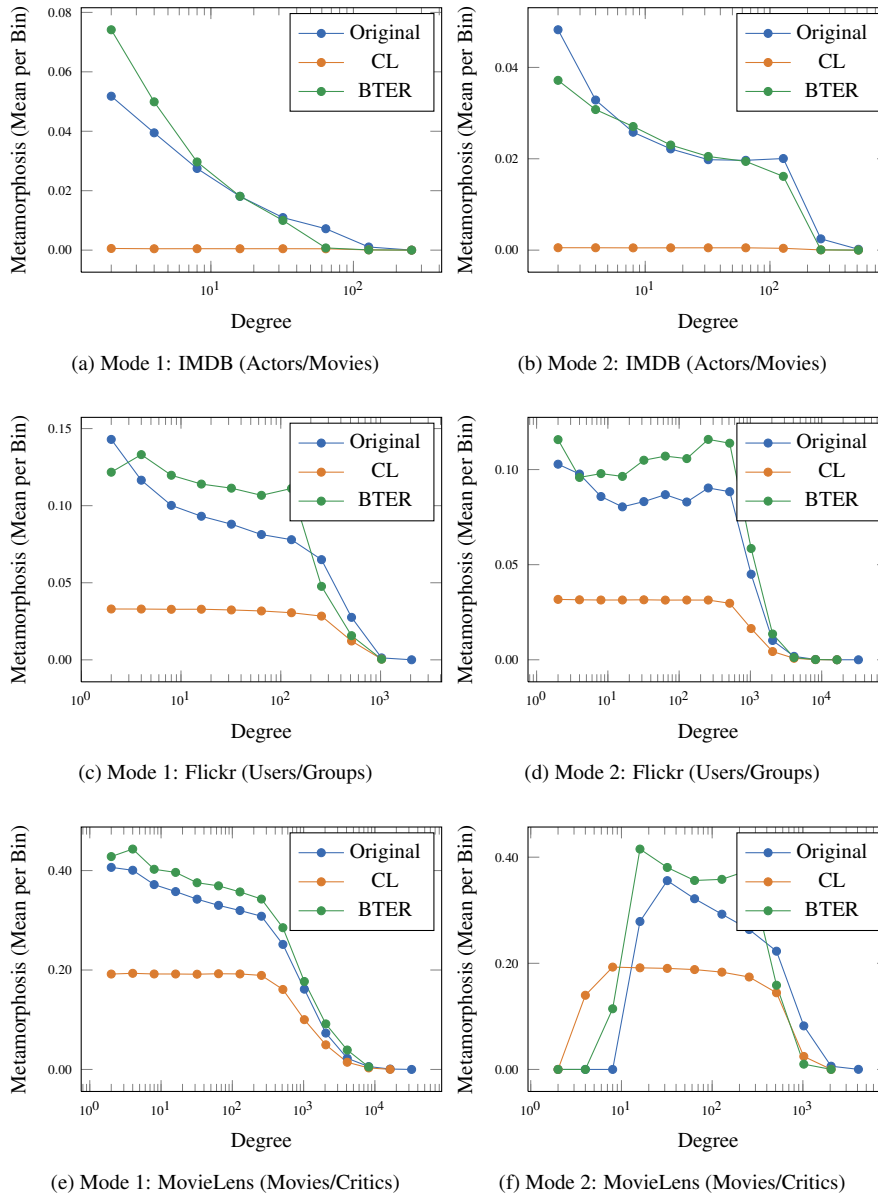 0.08
0.06
0.04
0.02
0.00
Metamorphosis (Mean per Bin)
Original
CL
BTER
10^1
10^2
Degree
(a) Mode 1: IMDB (Actors/Movies)
0.04
0.02
0.00
Metamorphosis (Mean per Bin)
Original
CL
BTER
10^1
10^2
Degree
(b) Mode 2: IMDB (Actors/Movies)
0.15
0.10
0.05
0.00
Metamorphosis (Mean per Bin)
Original
CL
BTER
10^0
10^1
10^2
10^3
Degree
(c) Mode 1: Flickr (Users/Groups)
0.10
0.05
0.00
Metamorphosis (Mean per Bin)
Original
CL
BTER
10^0
10^1
10^2
10^3
10^4
Degree
(d) Mode 2: Flickr (Users/Groups)
0.40
0.20
0.00
Metamorphosis (Mean per Bin)
Original
CL
BTER
10^0
10^1
10^2
10^3
10^4
Degree
(e) Mode 1: MovieLens (Movies/Critics)
0.40
0.20
0.00
Metamorphosis (Mean per Bin)
Original
CL
BTER
10^0
10^1
10^2
10^3
Degree
(f) Mode 2: MovieLens (Movies/Critics)